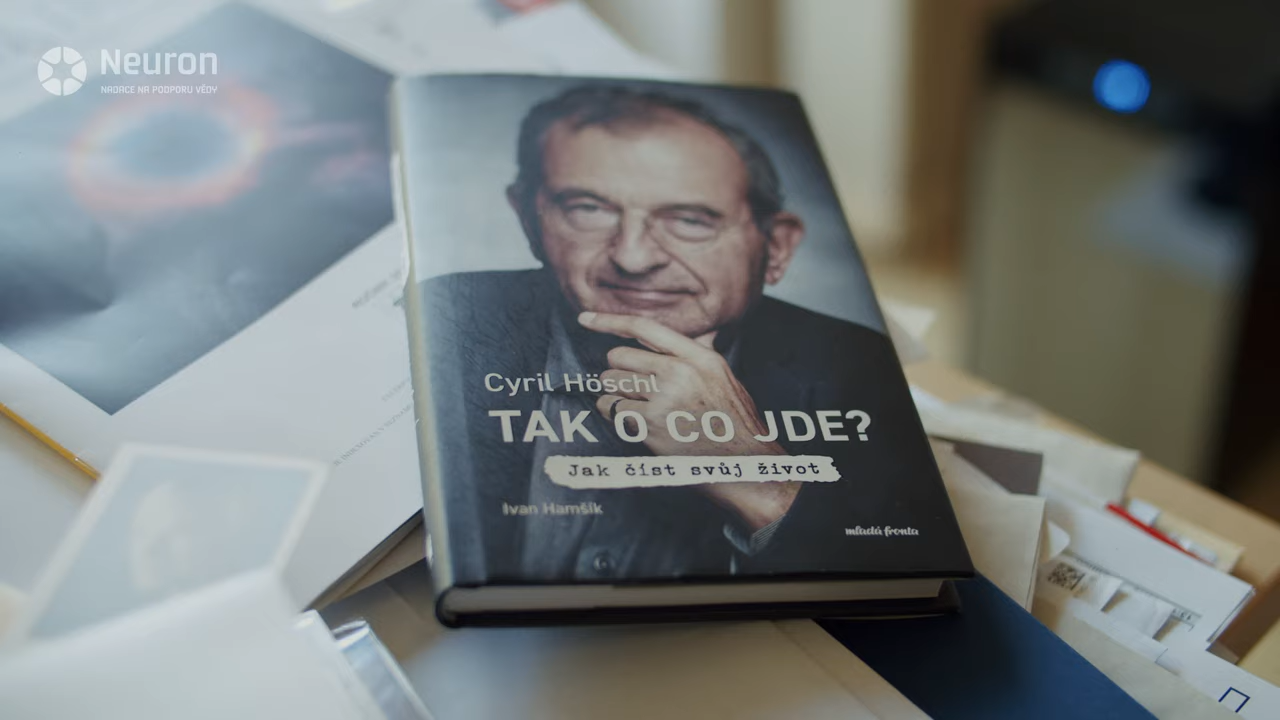 Neuron
NADACE NA PODPORU VĚDY
Cyril Höschl
TAK O CO JDE?
Jak číst svůj život
Ivan Hamšík
mladá fronta